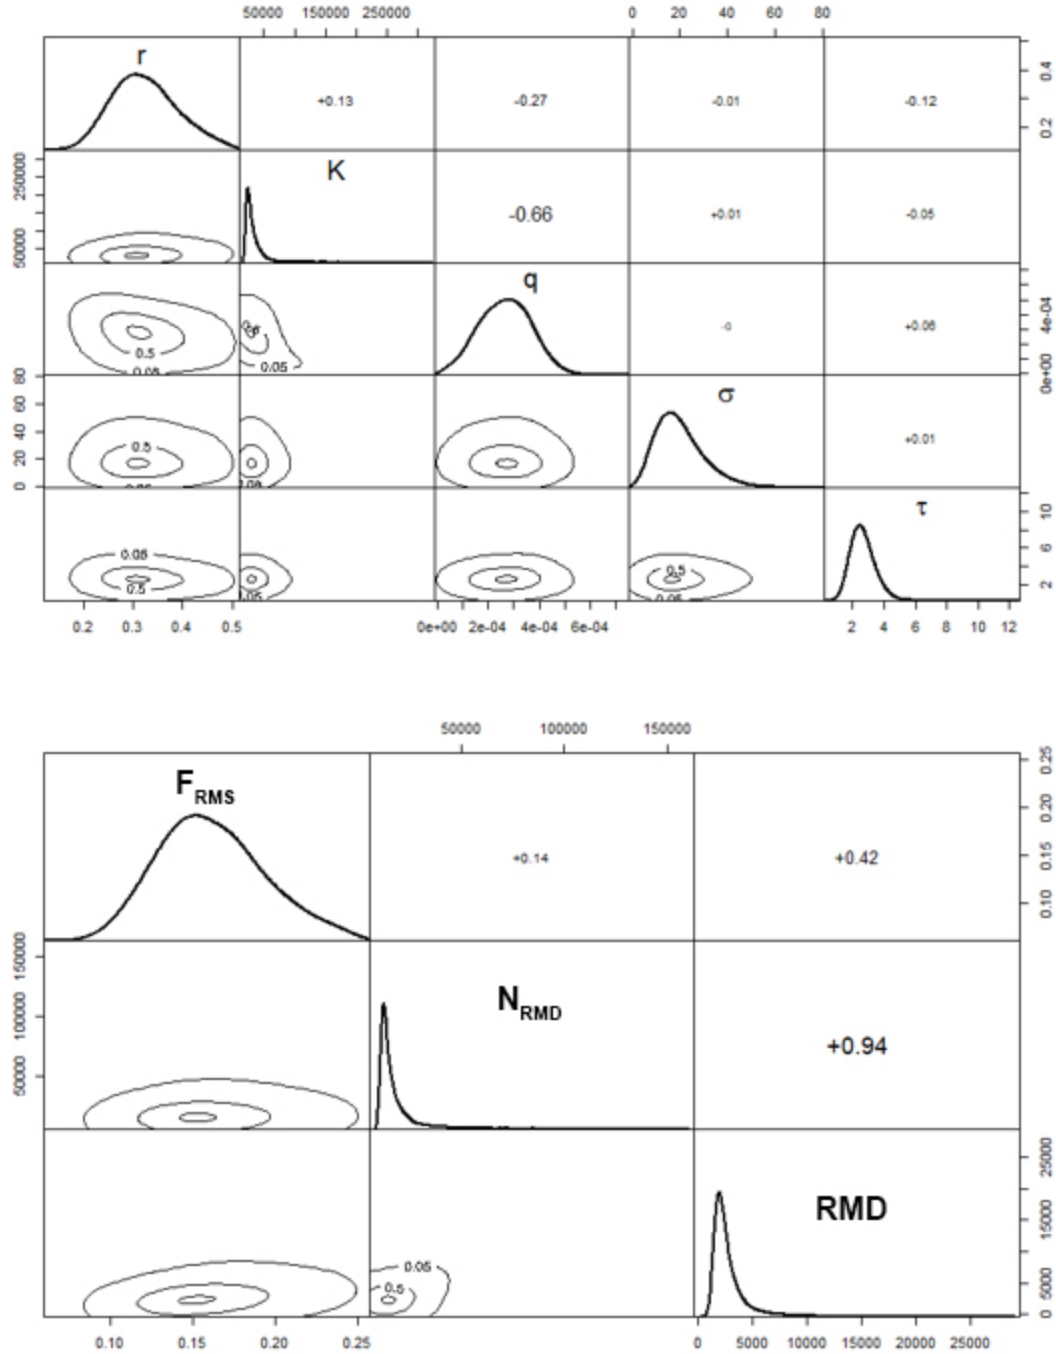 50000 150000 250000 0 20 40 60 80
r +0.13 -0.27 -0.01 -0.12 0.2 0.4
50000 250000 K -0.66 +0.01 -0.05
0.5 0.05 0.05 q -0 +0.06 0e+00 4e-04
0 20 40 60 80 0.5 σ +0.01
0.05 0.5 0.5 0.05 τ 2 6 10
0.2 0.3 0.4 0.5 0e+00 2e-04 4e-04 6e-04 2 4 6 8 10 12
50000 100000 150000
F RMS +0.14 +0.42 0.10 0.15 0.20 0.25
50000 100000 150000 N RMD +0.94
0.05 0.5 RMD 0 5000 15000 25000
0.10 0.15 0.20 0.25 0 5000 10000 15000 20000 25000